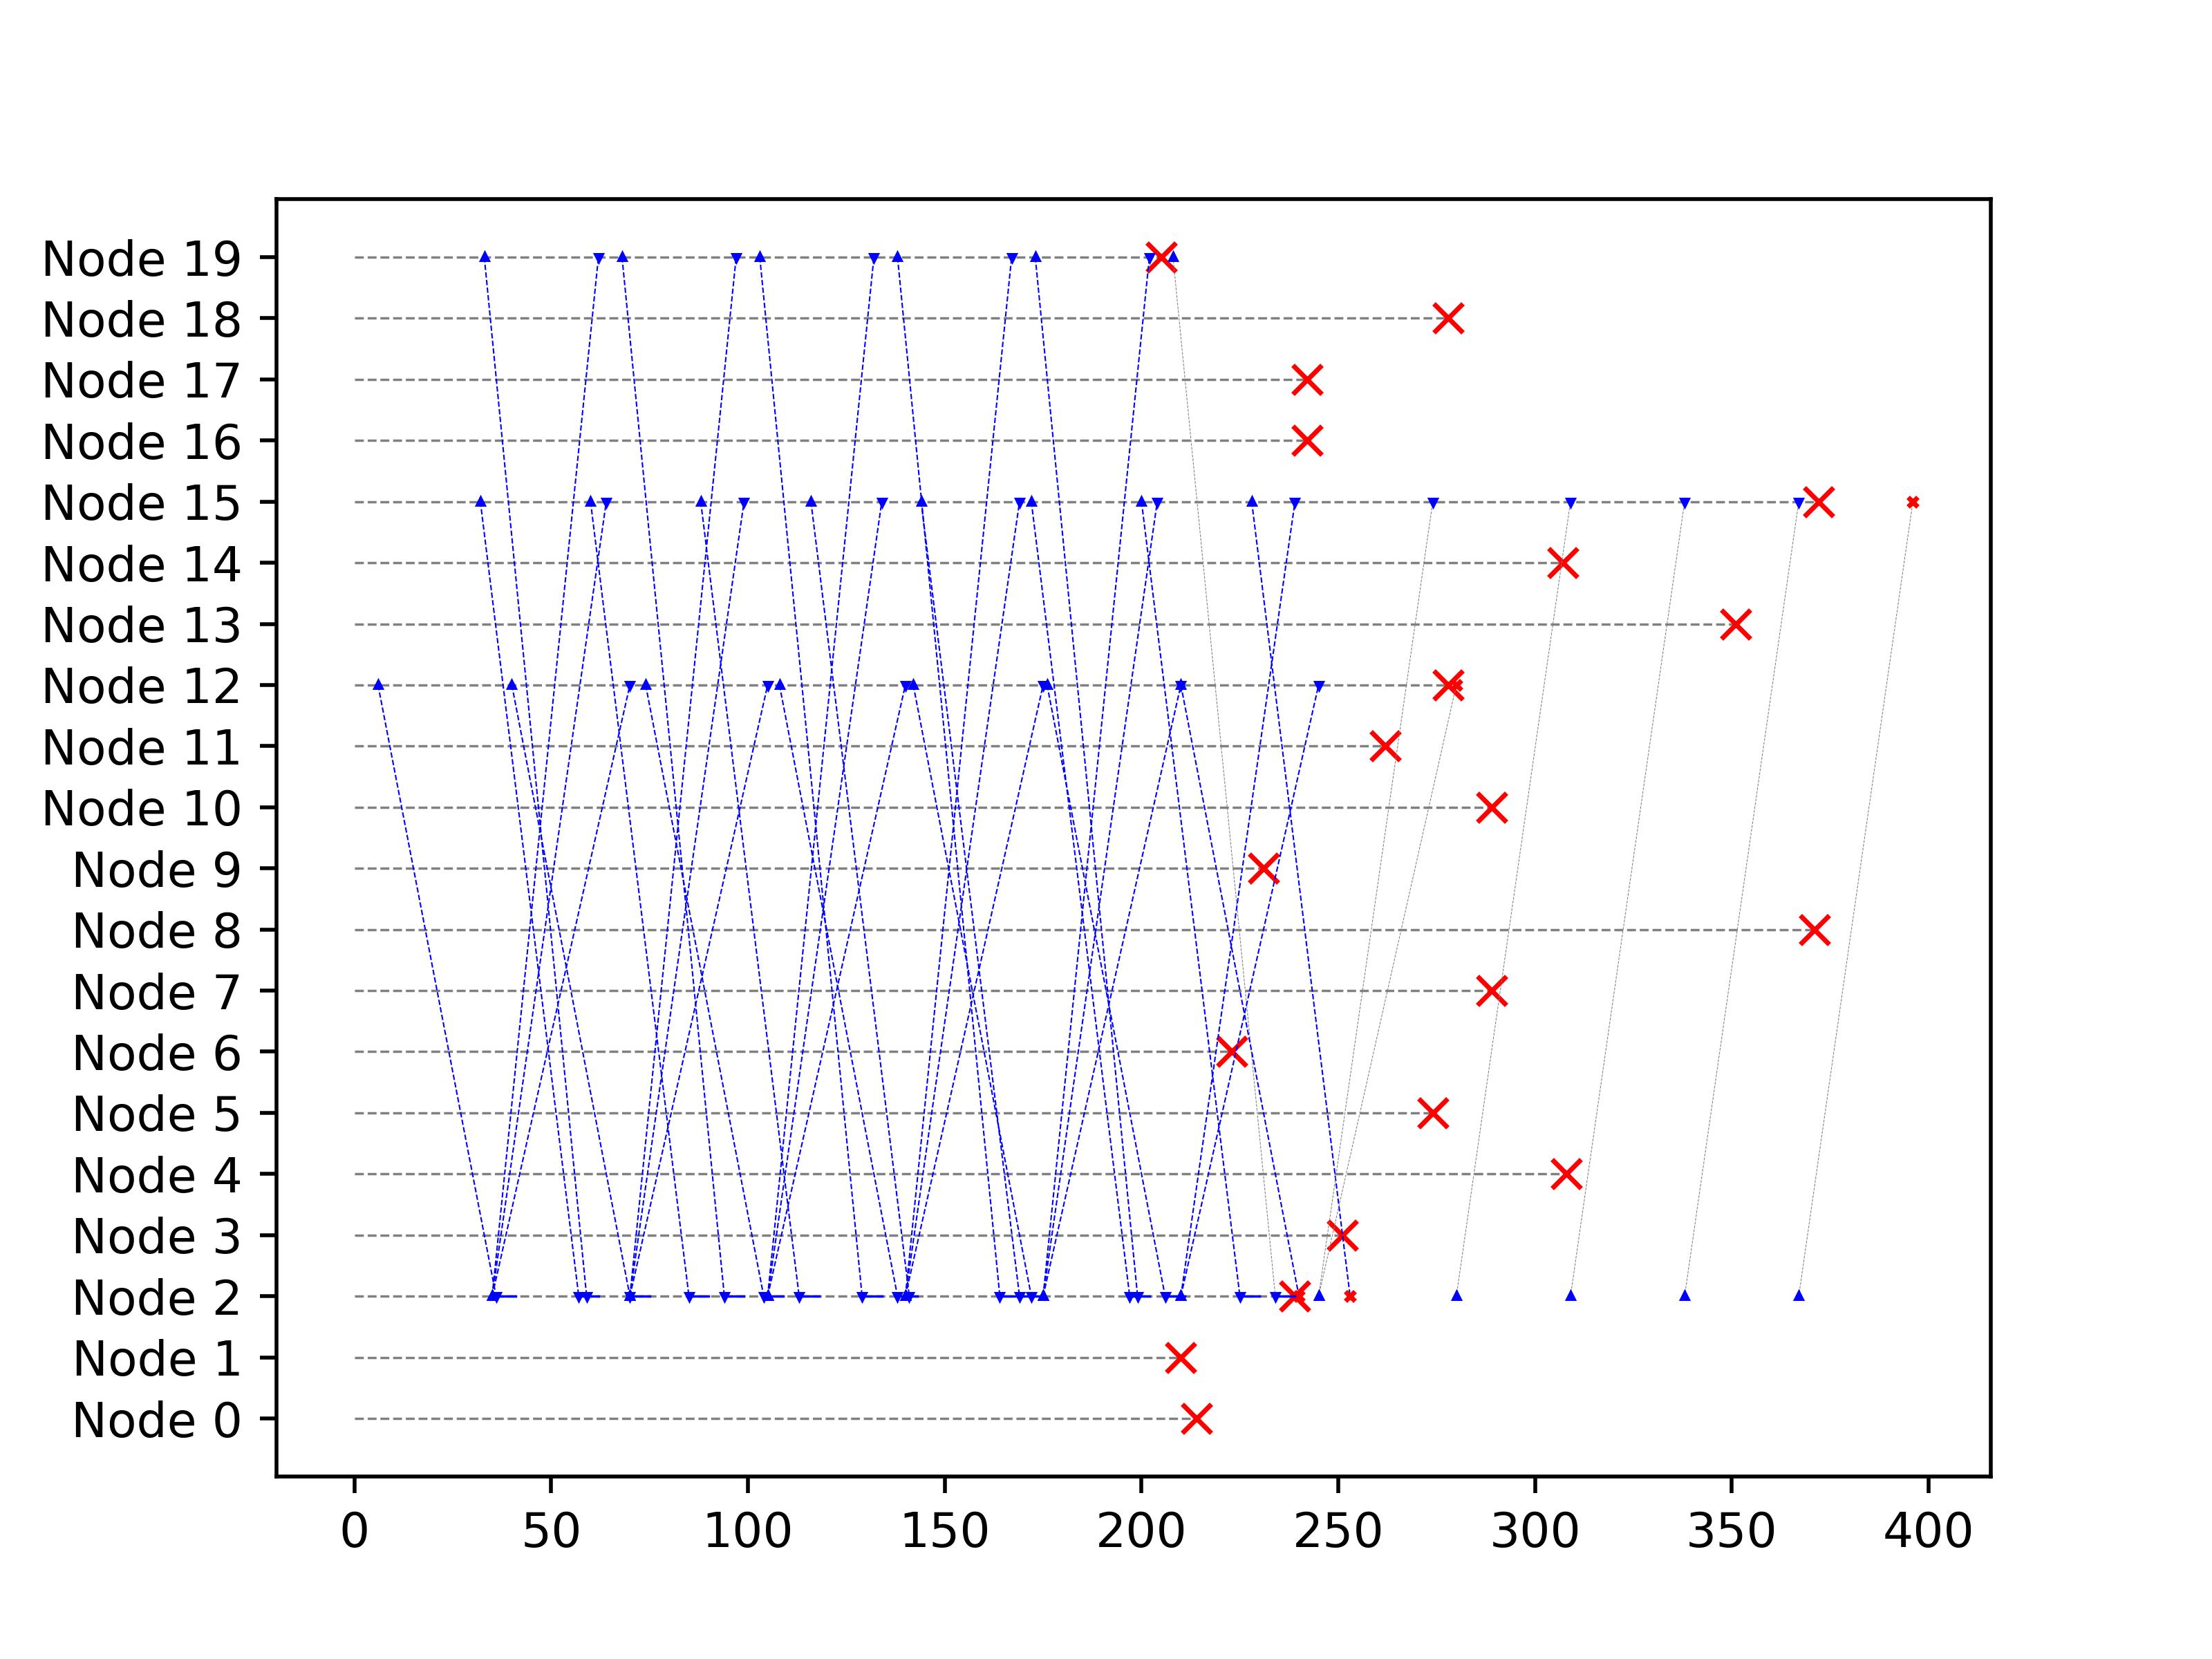 Node 19
Node 18
Node 17
Node 16
Node 15
Node 14
Node 13
Node 12
Node 11
Node 10
Node 9
Node 8
Node 7
Node 6
Node 5
Node 4
Node 3
Node 2
Node 1
Node 0
0 50 100 150 200 250 300 350 400